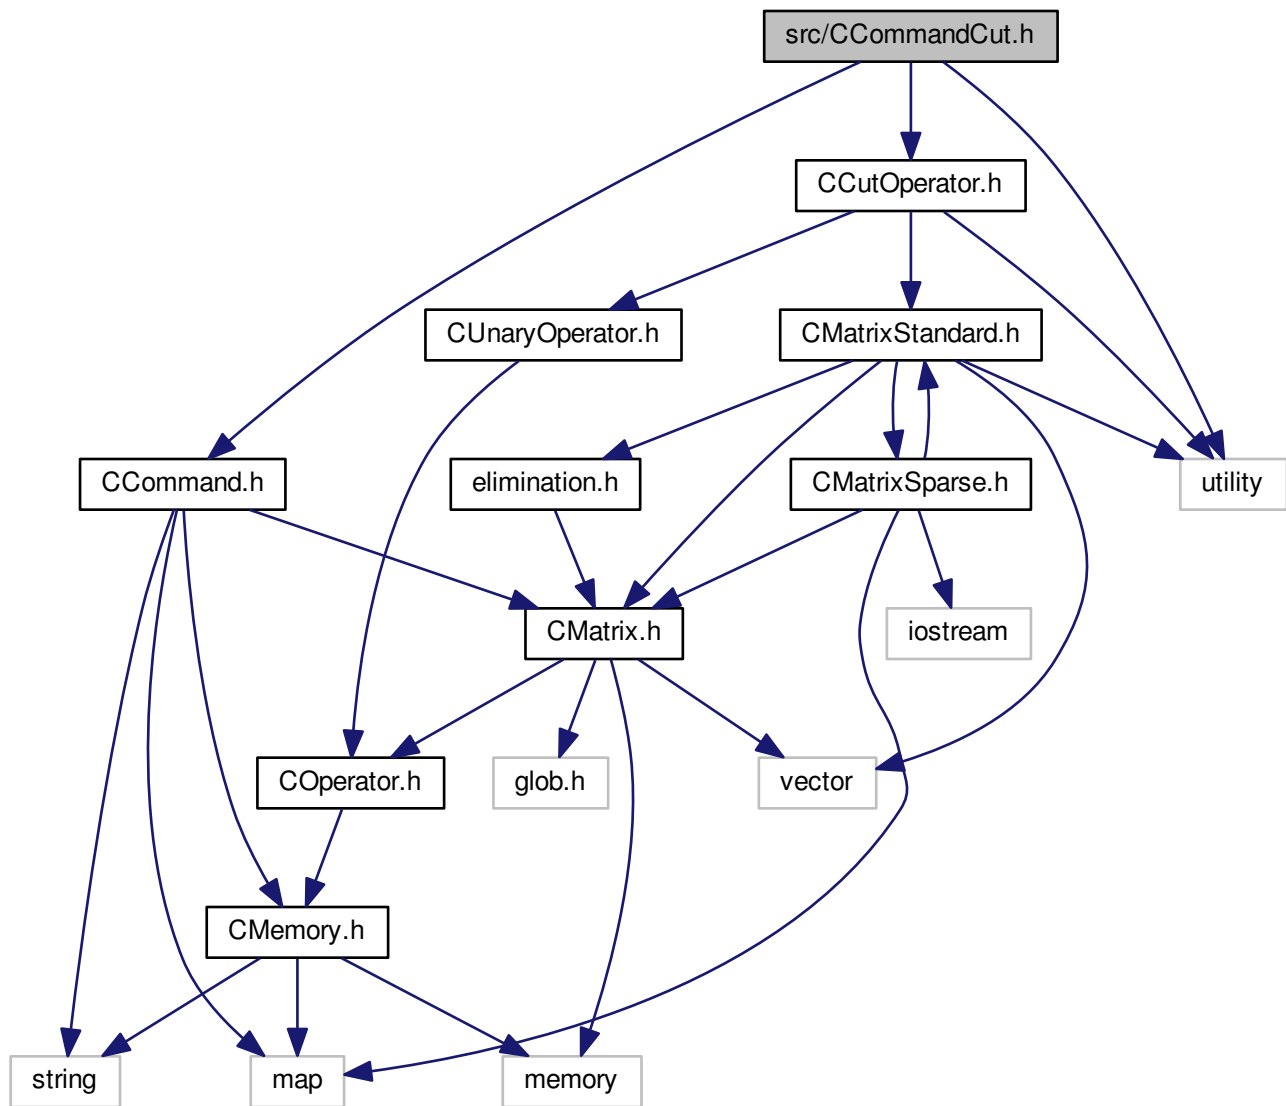 src/CCommandCut.h
CCutOperator.h
CUnaryOperator.h
CMatrixStandard.h
CCommand.h
elimination.h
CMatrixSparse.h
utility
CMatrix.h
iostream
COperator.h
glob.h
vector
CMemory.h
string
map
memory